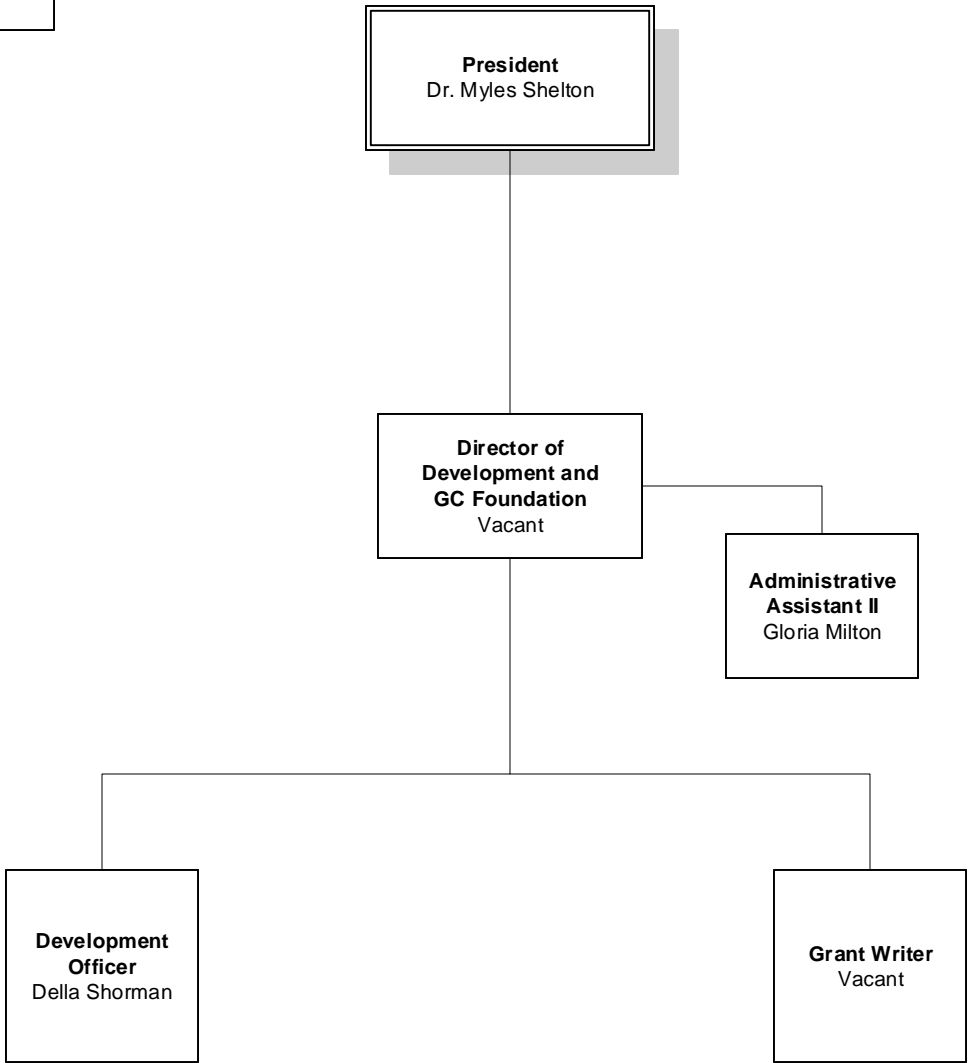 President
Dr. Myles Shelton
Director of
Development and
GC Foundation
Vacant
Administrative
Assistant II
Gloria Milton
Development
Officer
Della Shorman
Grant Writer
Vacant